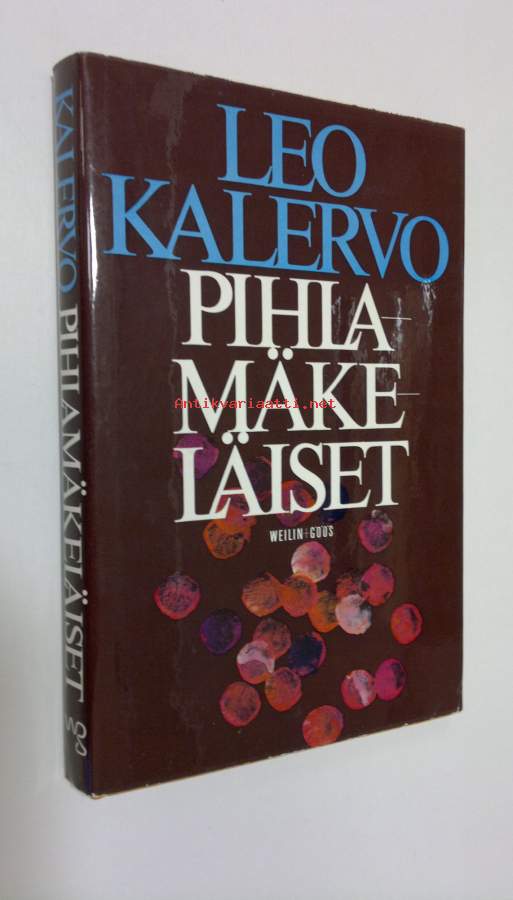 LEO
KALERVO
PIHLA-
MÄKE-
LÄISET
WEILIN+GÖÖS
KALERVO PIHLAMÄKELÄISET
Antikvariaatti.net